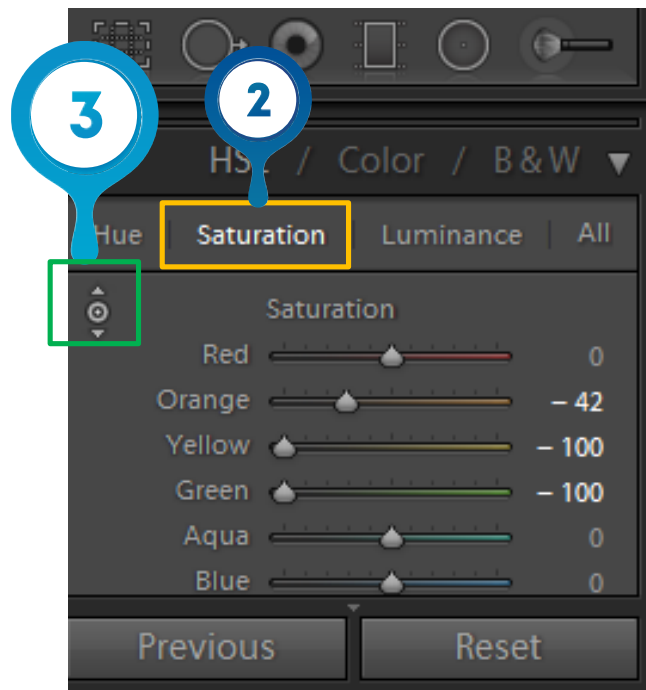 3
2
HSL / Color / B & W
Hue | Saturation | Luminance | All
Saturation
Red 0
Orange – 42
Yellow – 100
Green – 100
Aqua 0
Blue 0
Previous Reset